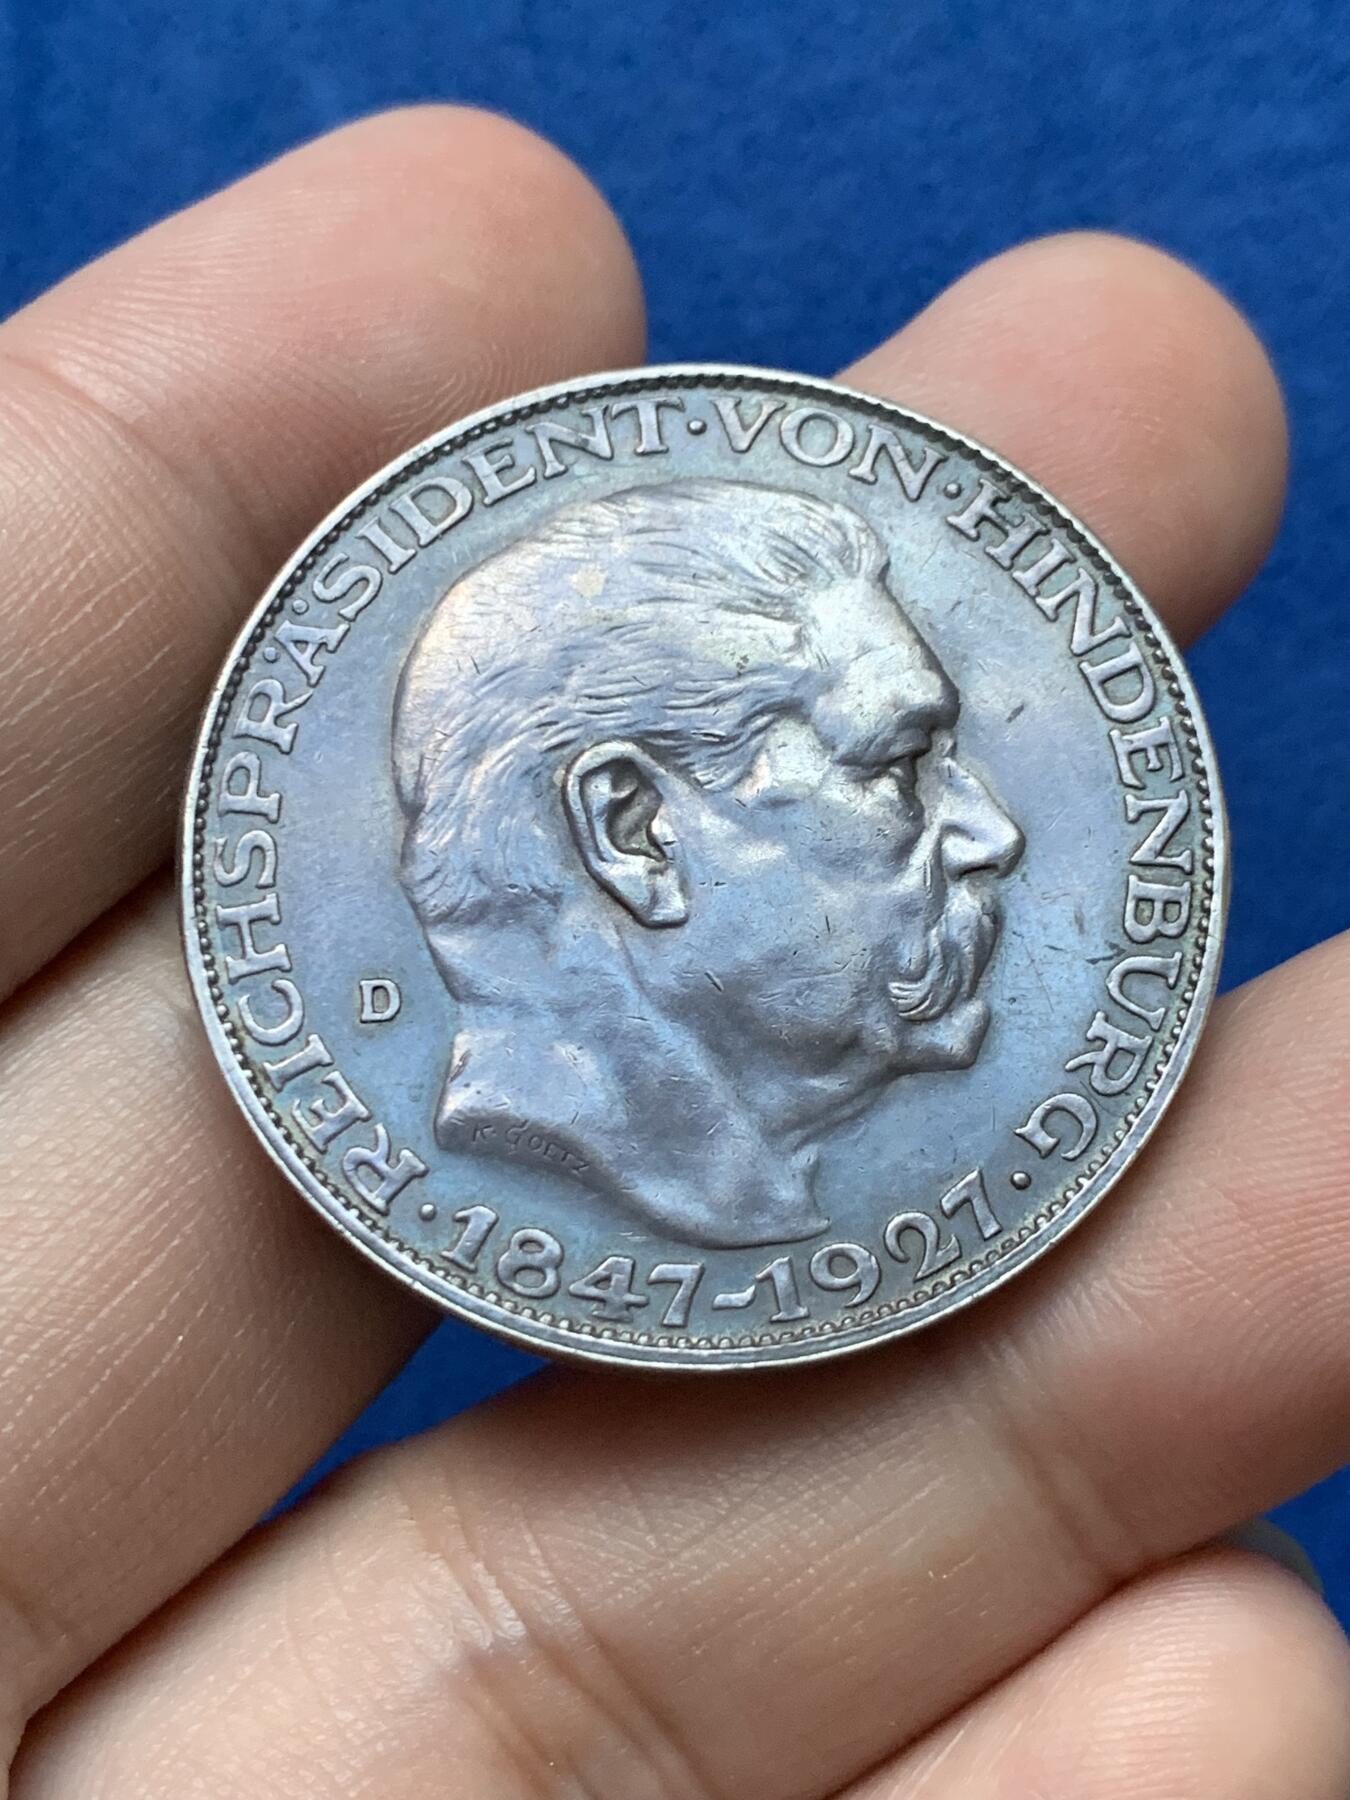 REICHSPRÄSIDENT·VON·HINDENBURG
·1847-1927·
D
K·GOETZ